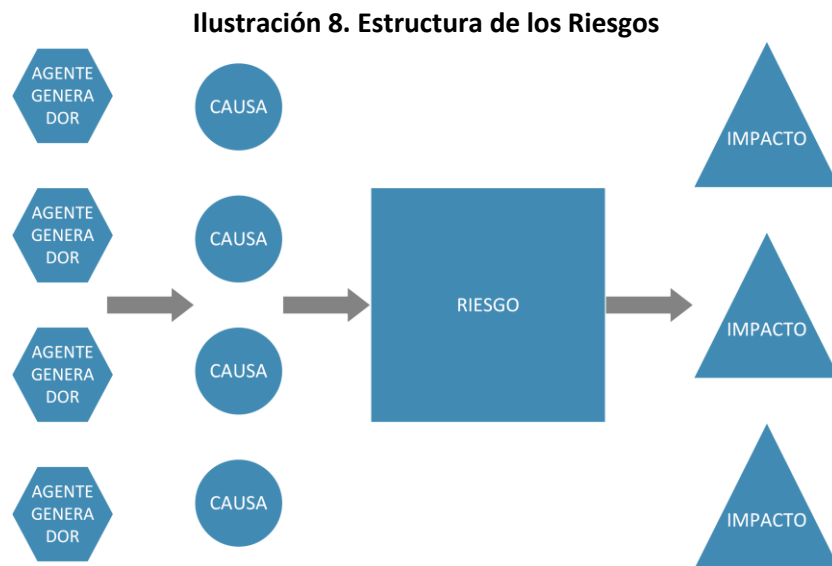 Ilustración 8. Estructura de los Riesgos
AGENTE
GENERA
DOR
CAUSA
IMPACTO
AGENTE
GENERA
DOR
CAUSA
RIESGO
IMPACTO
AGENTE
GENERA
DOR
CAUSA
AGENTE
GENERA
DOR
CAUSA
IMPACTO